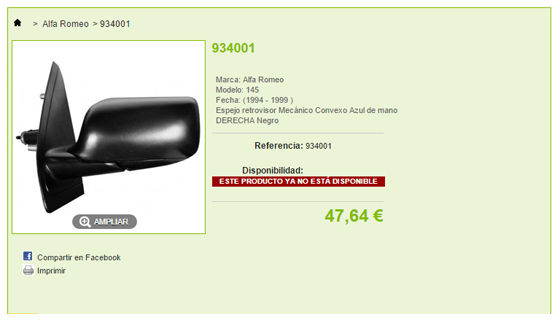 > Alfa Romeo > 934001
934001
Marca: Alfa Romeo
Modelo: 145
Fecha: (1994 - 1999 )
Espejo retrovisor Mecánico Convexo Azul de mano
DERECHA Negro
Referencia: 934001
Disponibilidad:
ESTE PRODUCTO YA NO ESTÁ DISPONIBLE
47,64 €
AMPLIAR
Compartir en Facebook
Imprimir